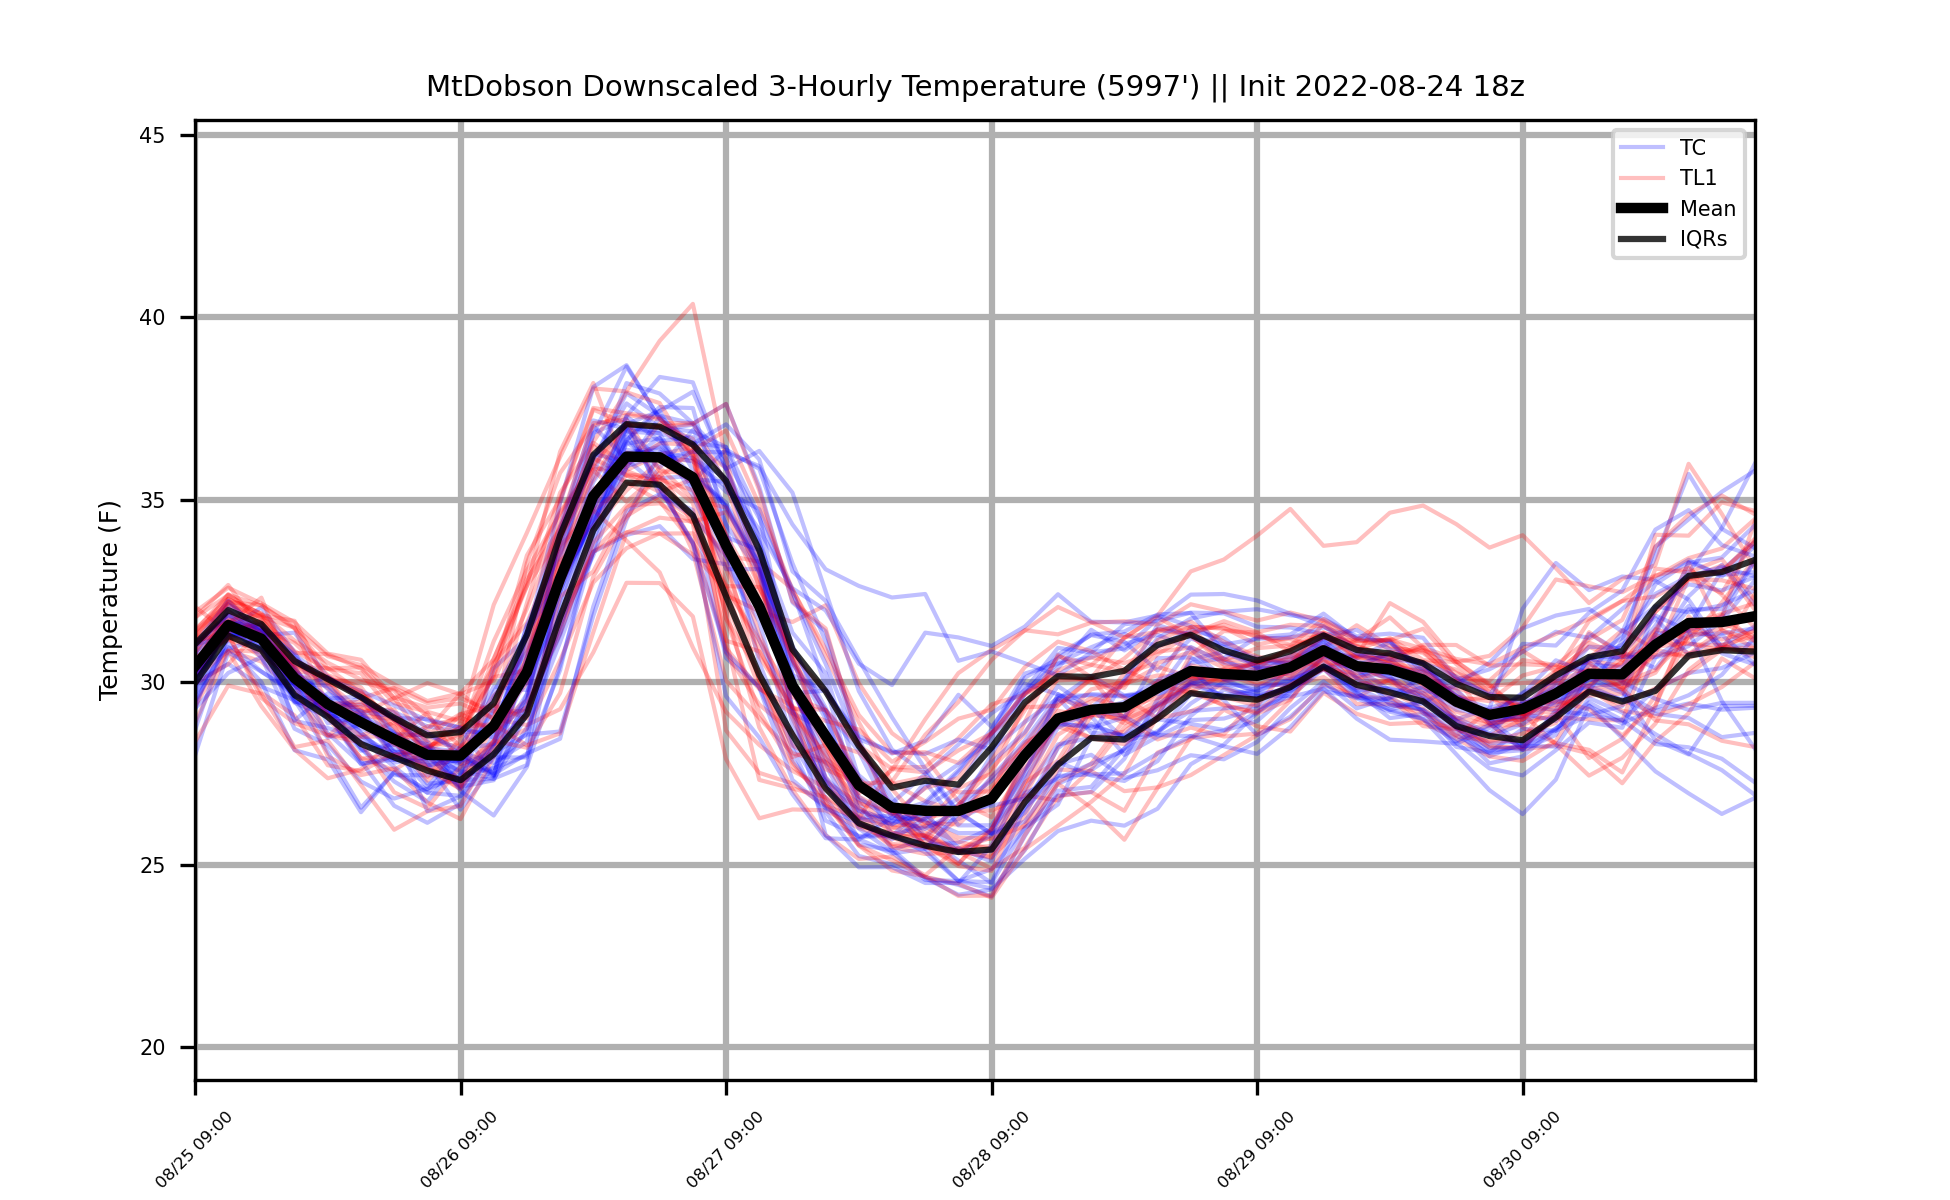 MtDobson Downscaled 3-Hourly Temperature (5997') || Init 2022-08-24 18z
TC
TL1
Mean
IQRs
Temperature (F)
45
40
35
30
25
20
08/25 09:00
08/26 09:00
08/27 09:00
08/28 09:00
08/29 09:00
08/30 09:00